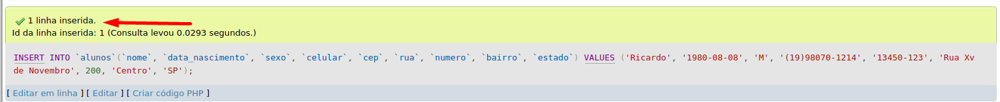 1 linha inserida.
Id da linha inserida: 1 (Consulta levou 0.0293 segundos.)
INSERT INTO `alunos`(`nome`, `data_nascimento`, `sexo`, `celular`, `cep`, `rua`, `numero`, `bairro`, `estado`) VALUES ('Ricardo', '1980-08-08', 'M', '(19)98070-1214', '13450-123', 'Rua Xv
de Novembro', 200, 'Centro', 'SP');
[ Editar em linha ] [ Editar ] [ Criar código PHP ]